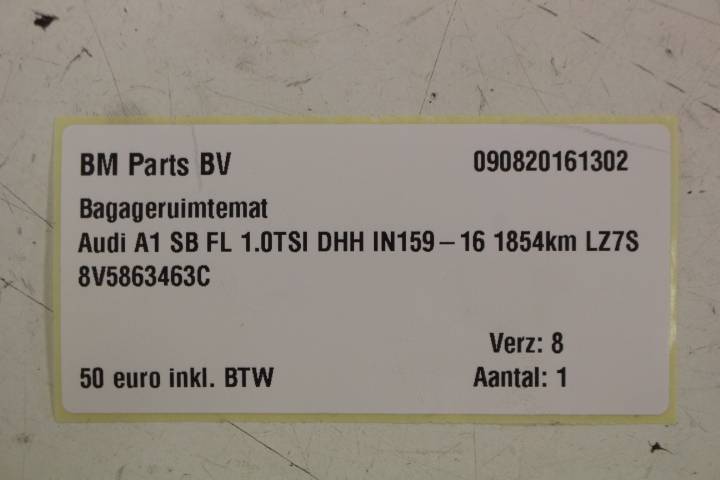 BM Parts BV 090820161302
Bagageruimtemat
Audi A1 SB FL 1.0TSI DHH IN159-16 1854km LZ7S
8V5863463C
Verz: 8
50 euro inkl. BTW Aantal: 1